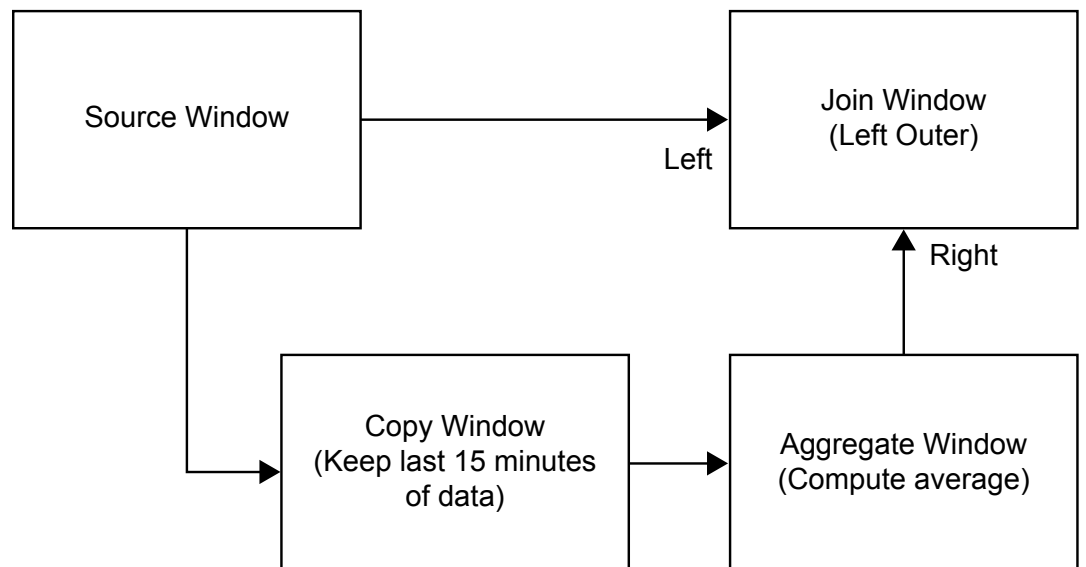 Source Window
Join Window
(Left Outer)
Left
Right
Copy Window
(Keep last 15 minutes
of data)
Aggregate Window
(Compute average)